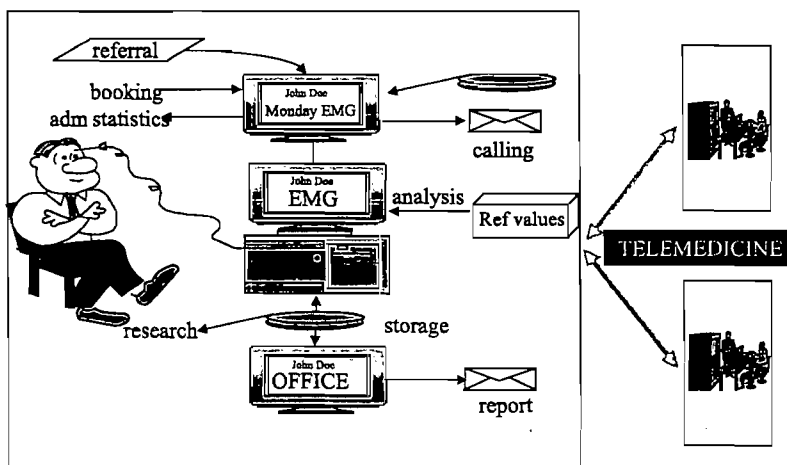 referral
booking
adm statistics
John Doe
Monday EMG
calling
John Doe
EMG
analysis
Ref values
TELEMEDICINE
research
storage
John Doe
OFFICE
report